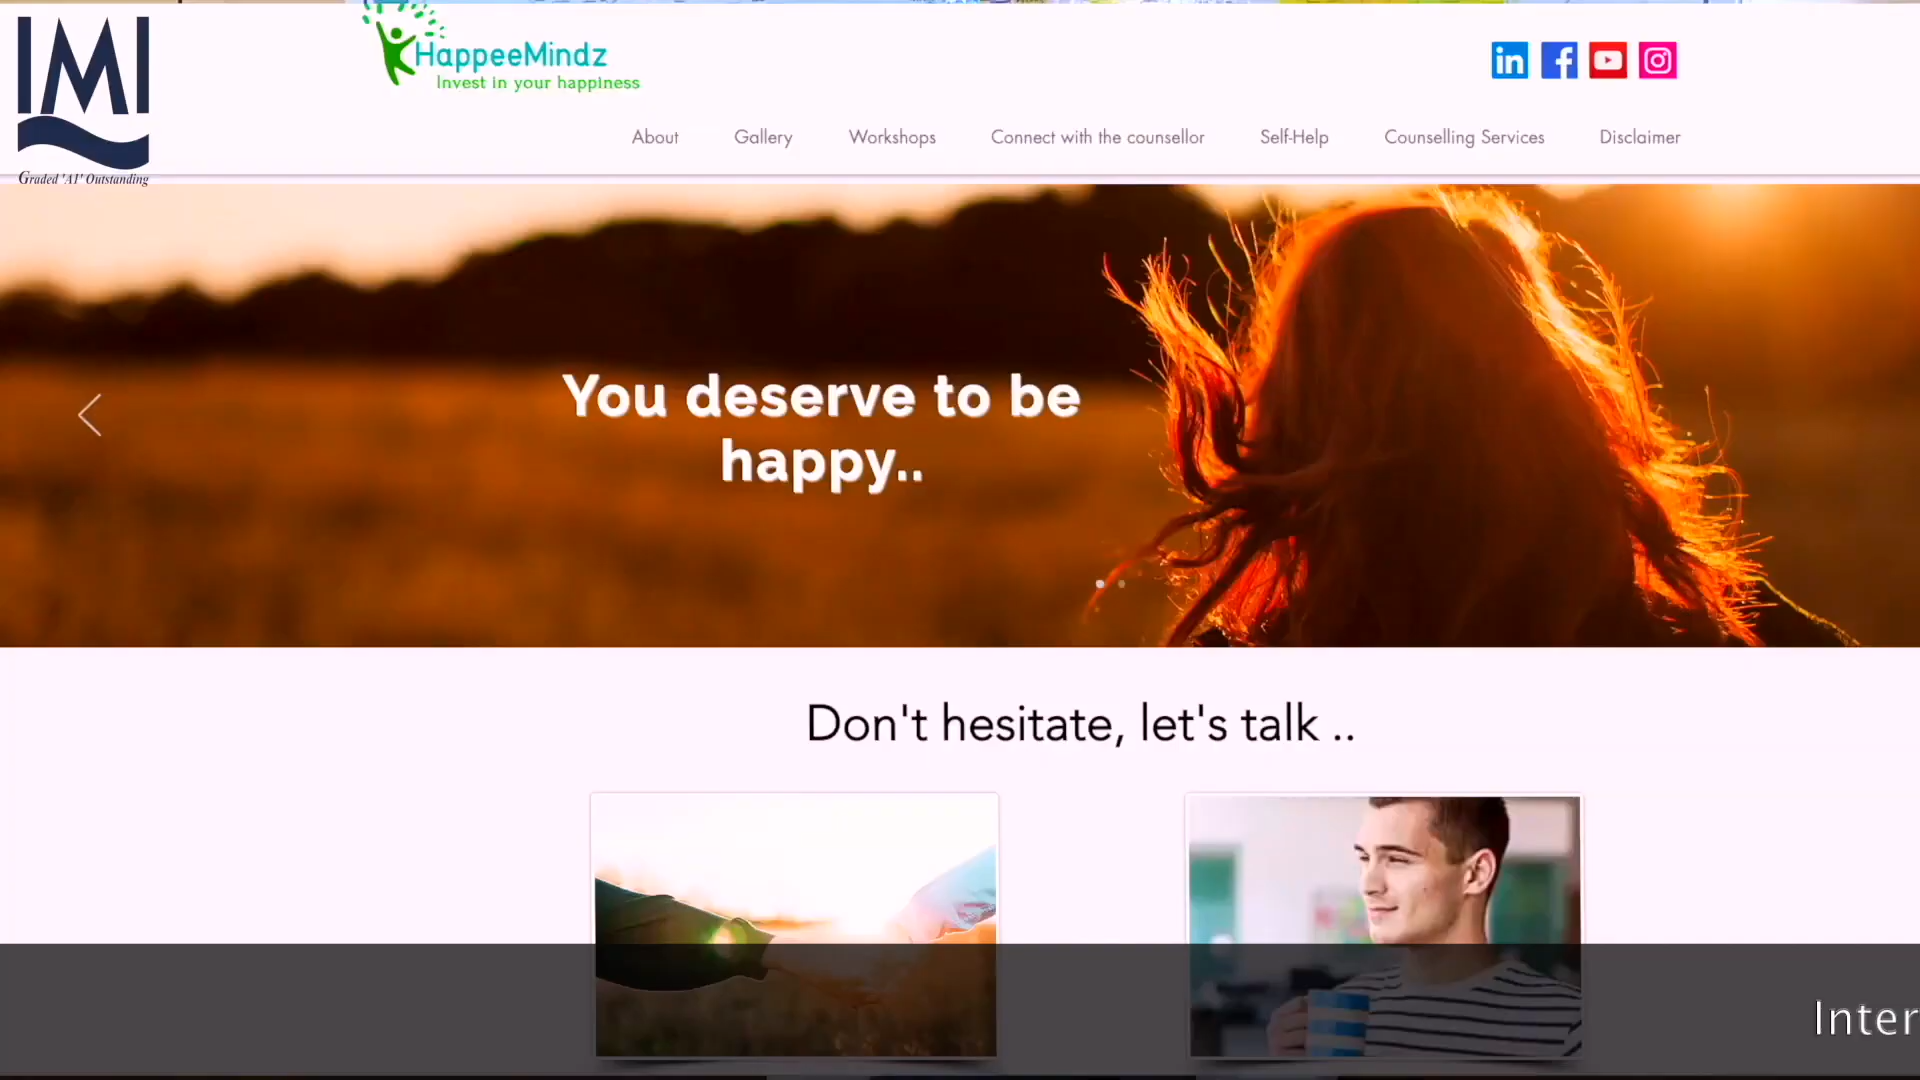 IMI
Graded 'A1' Outstanding
HappeeMindz
Invest in your happiness
About
Gallery
Workshops
Connect with the counsellor
Self-Help
Counselling Services
Disclaimer
You deserve to be
happy..
Don't hesitate, let's talk ..
Inter